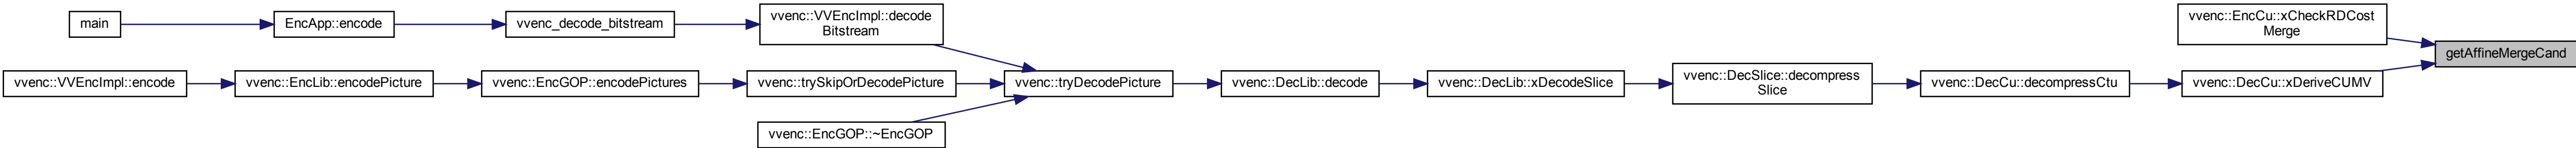 main
EncApp::encode
vvenc_decode_bitstream
vvenc::VVEncImpl::decode
Bitstream
vvenc::EncCu::xCheckRDCost
Merge
getAffineMergeCand
vvenc::VVEncImpl::encode
vvenc::EncLib::encodePicture
vvenc::EncGOP::encodePictures
vvenc::trySkipOrDecodePicture
vvenc::tryDecodePicture
vvenc::DecLib::decode
vvenc::DecLib::xDecodeSlice
vvenc::DecSlice::decompress
Slice
vvenc::DecCu::decompressCtu
vvenc::DecCu::xDeriveCUMV
vvenc::EncGOP::~EncGOP